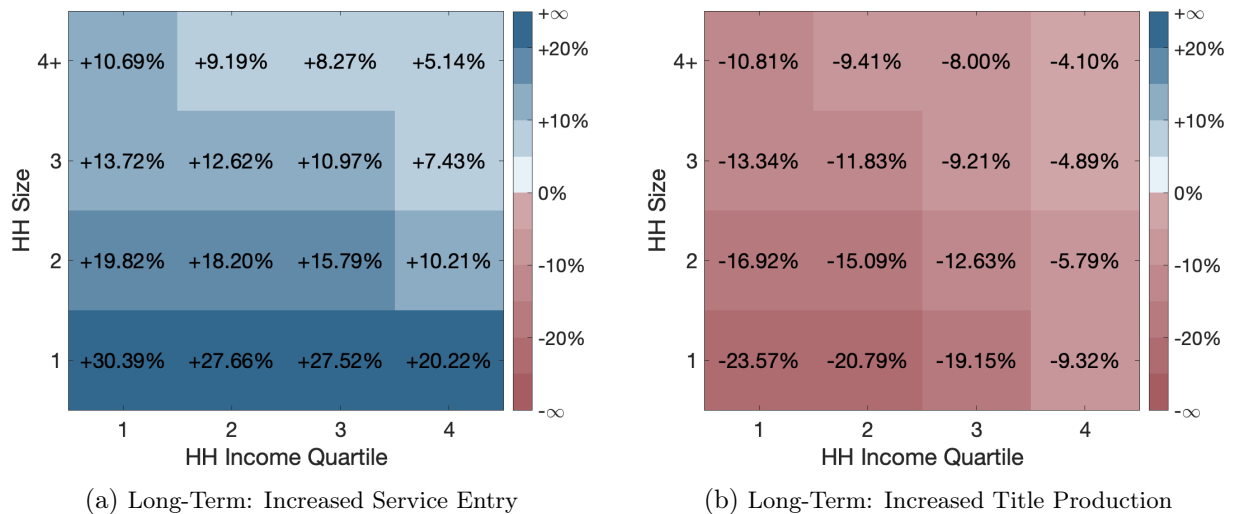 +10.69% +9.19% +8.27% +5.14%
+13.72% +12.62% +10.97% +7.43%
+19.82% +18.20% +15.79% +10.21%
+30.39% +27.66% +27.52% +20.22%
4+
3
2
1
HH Size
1 2 3 4
HH Income Quartile
+∞
+20%
+10%
0%
-10%
-20%
-∞
(a) Long-Term: Increased Service Entry
-10.81% -9.41% -8.00% -4.10%
-13.34% -11.83% -9.21% -4.89%
-16.92% -15.09% -12.63% -5.79%
-23.57% -20.79% -19.15% -9.32%
4+
3
2
1
HH Size
1 2 3 4
HH Income Quartile
+∞
+20%
+10%
0%
-10%
-20%
-∞
(b) Long-Term: Increased Title Production